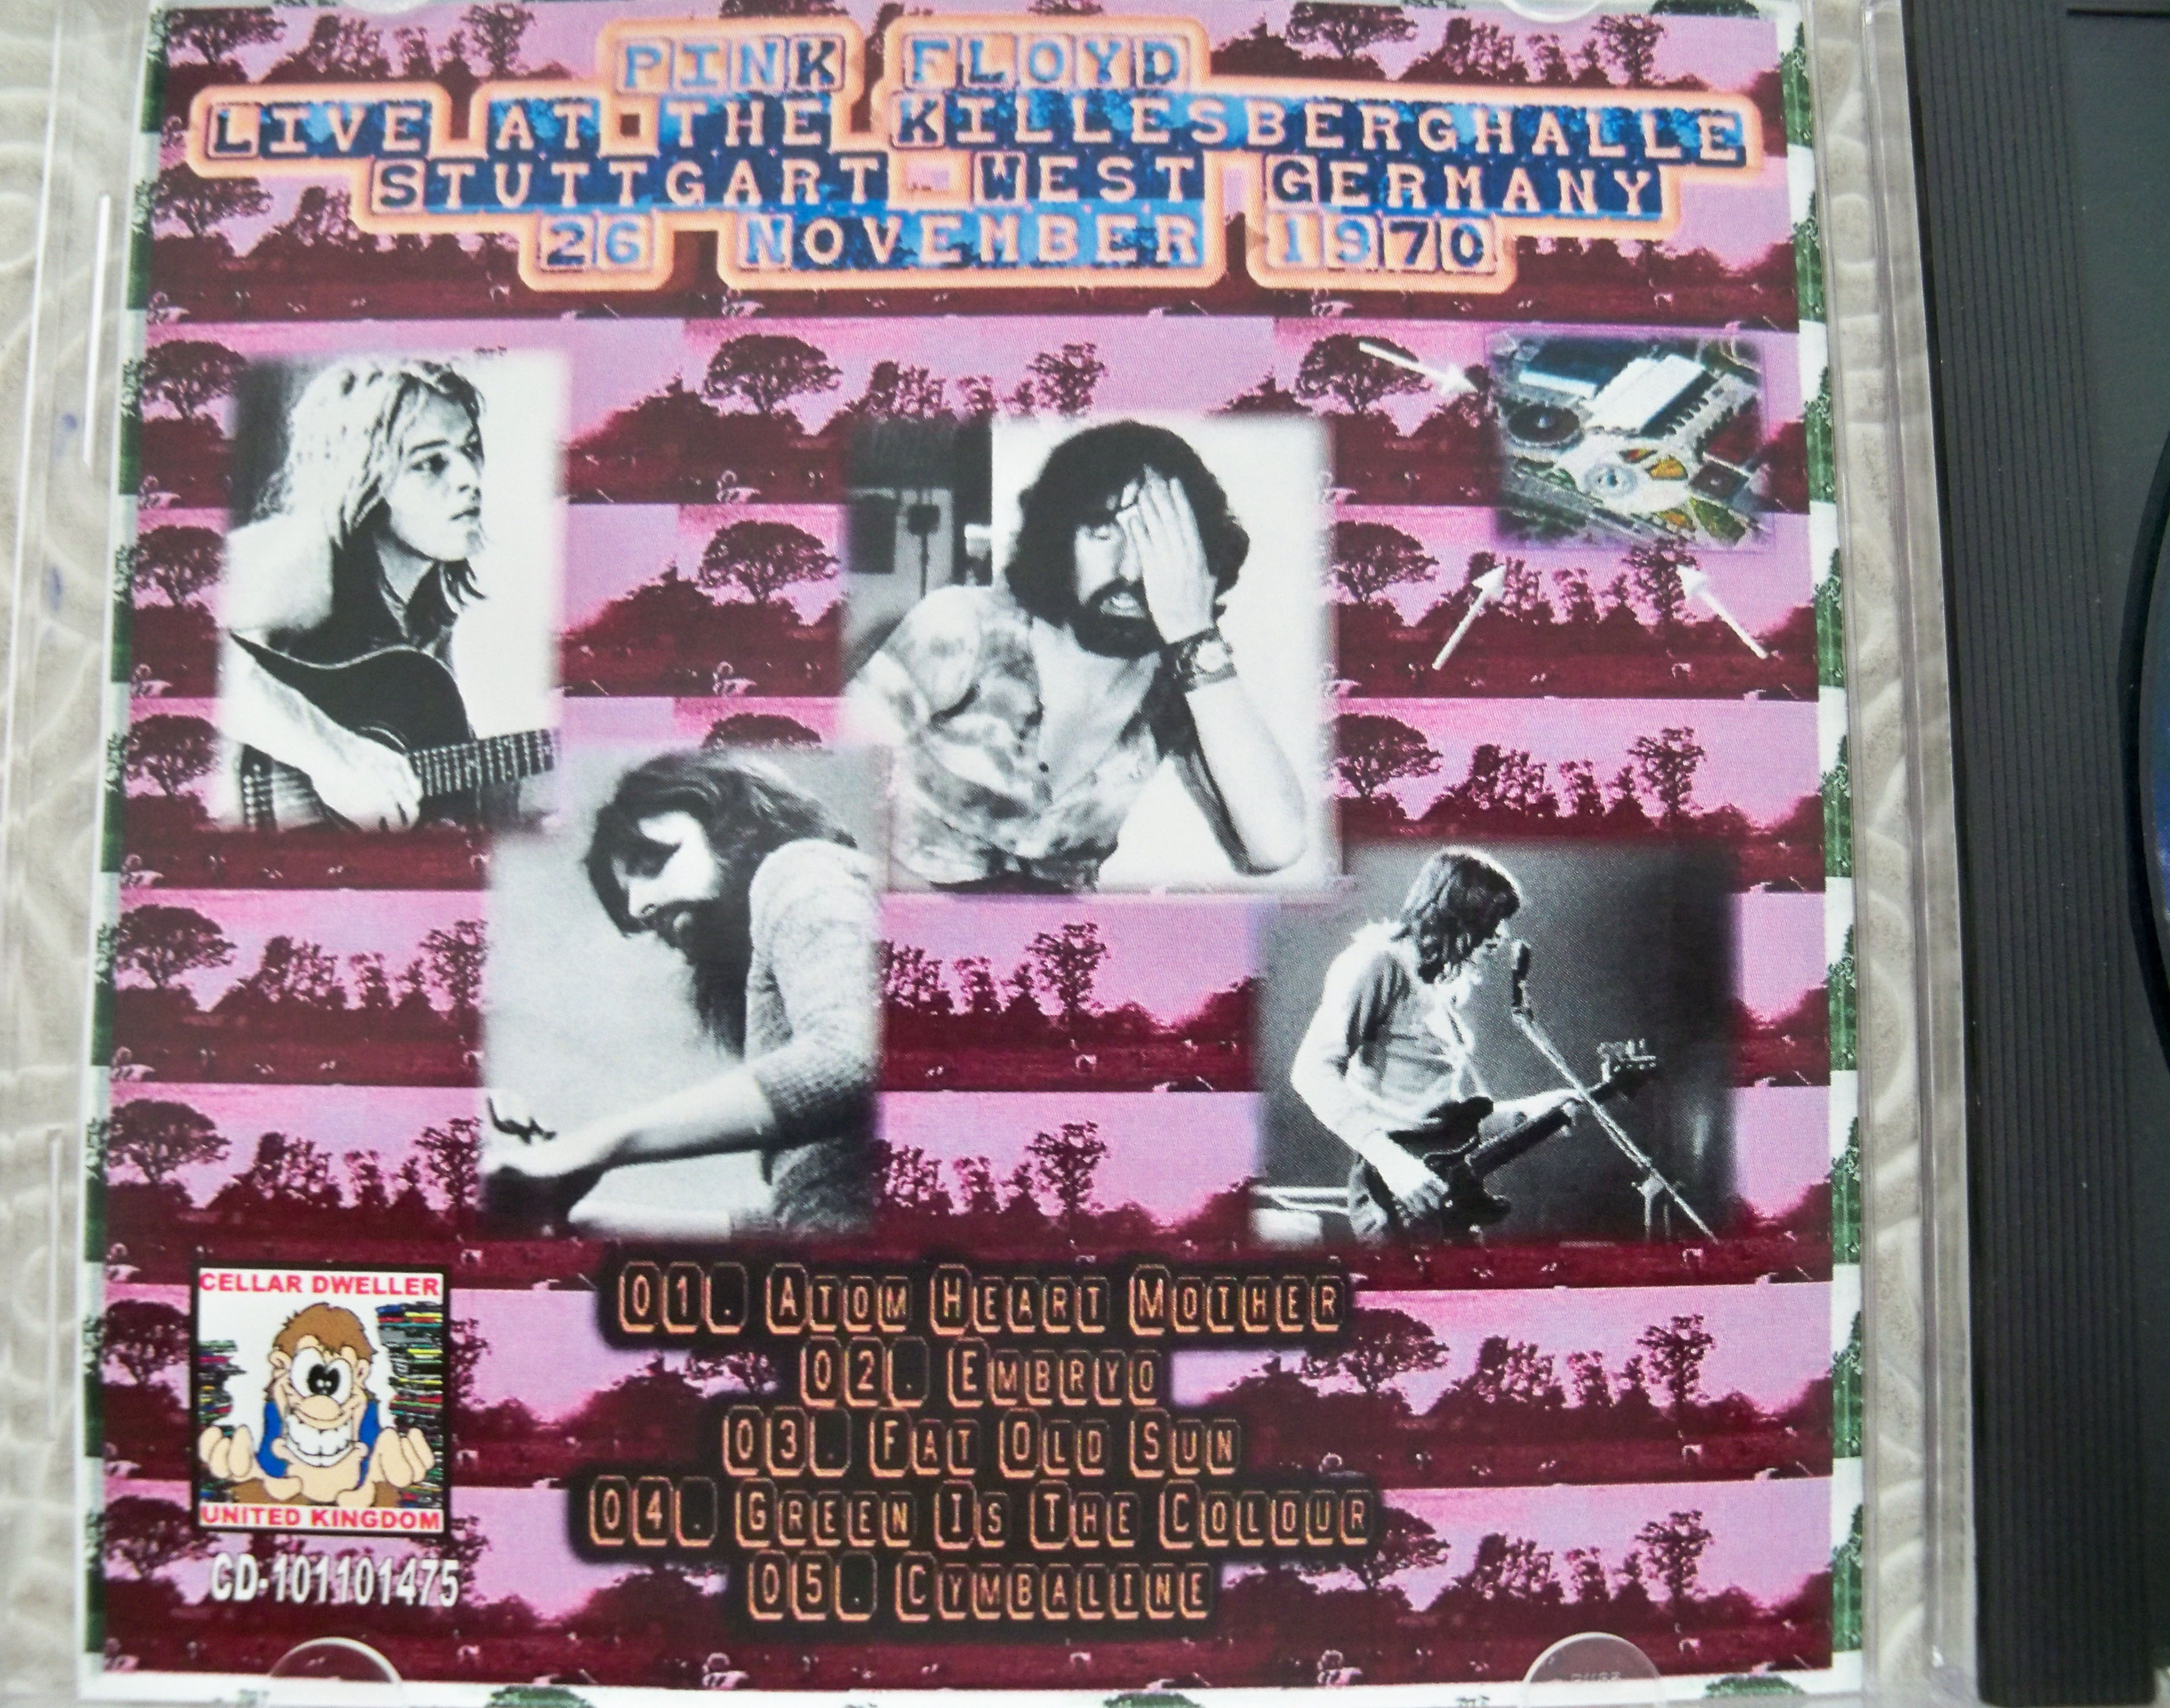 PINK FLOYD
LIVE AT THE KILLESBERGHALLE
STUTTGART WEST GERMANY
26 NOVEMBER 1970
CELLAR DWELLER
UNITED KINGDOM
CD-101101475
01. ATOM HEART MOTHER
02. EMBRYO
03. FAT OLD SUN
04. GREEN IS THE COLOUR
05. CYMBALINE